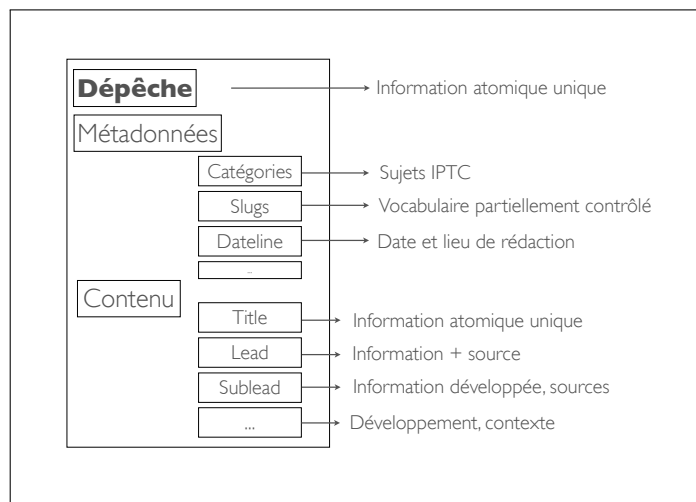 Dépêche
Information atomique unique
Métadonnées
Catégories
Sujets IPTC
Slugs
Vocabulaire partiellement contrôlé
Dateline
Date et lieu de rédaction
...
Contenu
Title
Information atomique unique
Lead
Information + source
Sublead
Information développée, sources
...
Développement, contexte